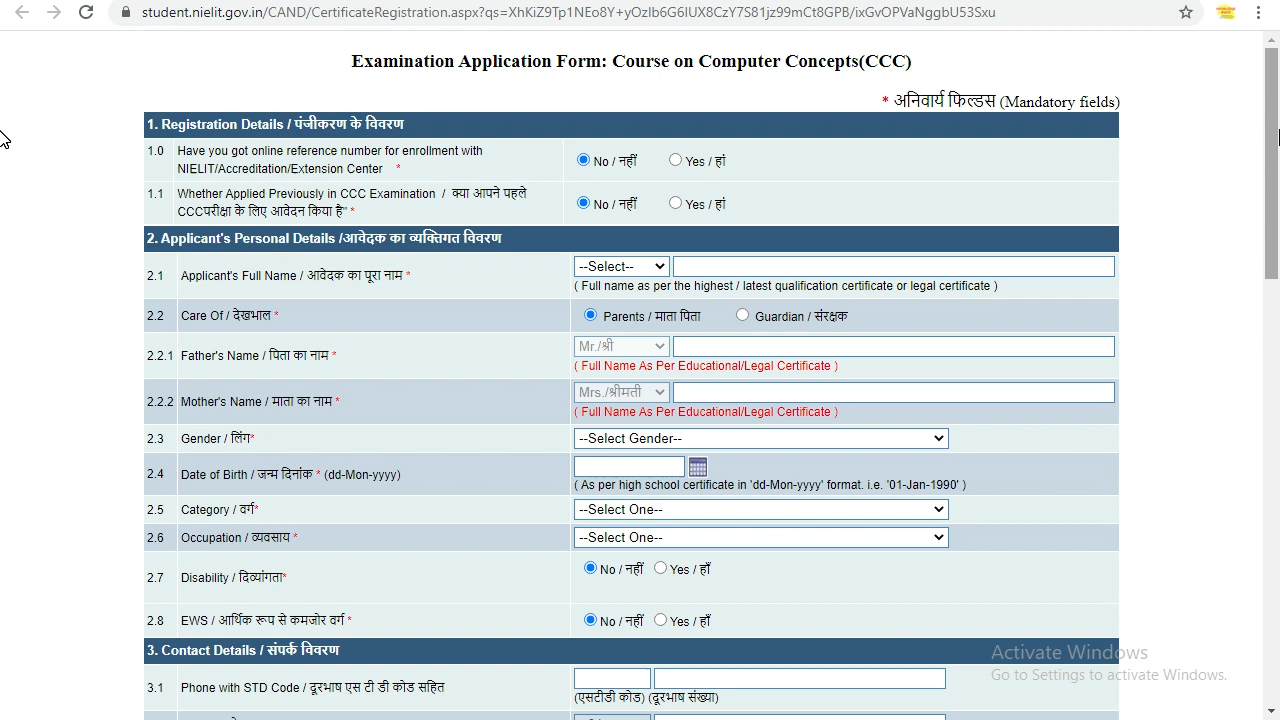 student.nielit.gov.in/CAND/CertificateRegistration.aspx?qs=XhKjZ9Tp1NEo8Y+yOzIb6G6IUX8CzY7S81jz99mCt8GPB/ixGvOPVaNggbU53Sxu
Examination Application Form: Course on Computer Concepts(CCC)
* अनिवार्य फिल्डस (Mandatory fields)
1. Registration Details / पंजीकरण के विवरण
1.0 Have you got online reference number for enrollment with
NIELIT/Accreditation/Extension Center *
No / नहीं Yes / हां
1.1 Whether Applied Previously in CCC Examination / क्या आपने पहले
CCCपरीक्षा के लिए आवेदन किया है" *
No / नहीं Yes / हां
2. Applicant's Personal Details /आवेदक का व्यक्तिगत विवरण
2.1 Applicant's Full Name / आवेदक का पूरा नाम * --Select--
( Full name as per the highest / latest qualification certificate or legal certificate )
2.2 Care Of / देखभाल * Parents / माता पिता Guardian / संरक्षक
2.2.1 Father's Name / पिता का नाम * Mr./श्री
( Full Name As Per Educational/Legal Certificate )
2.2.2 Mother's Name / माता का नाम * Mrs./श्रीमती
( Full Name As Per Educational/Legal Certificate )
2.3 Gender / लिंग* --Select Gender--
2.4 Date of Birth / जन्म दिनांक * (dd-Mon-yyyy)
( As per high school certificate in 'dd-Mon-yyyy' format. i.e. '01-Jan-1990' )
2.5 Category / वर्ग* --Select One--
2.6 Occupation / व्यवसाय * --Select One--
2.7 Disability / दिव्यांगता* No / नहीं Yes / हाँ
2.8 EWS / आर्थिक रूप से कमजोर वर्ग * No / नहीं Yes / हाँ
3. Contact Details / संपर्क विवरण
Activate Windows
Go to Settings to activate Windows.
3.1 Phone with STD Code / दूरभाष एस टी डी कोड सहित
(एसटीडी कोड) (दूरभाष संख्या)